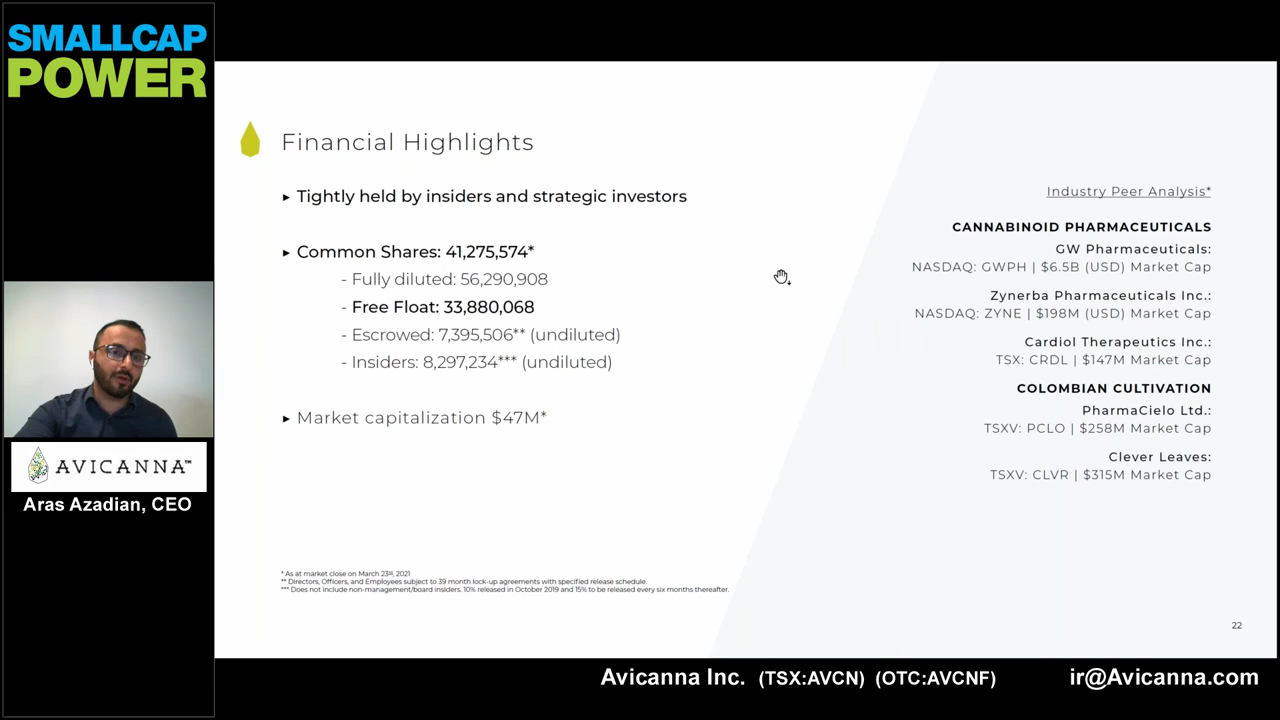 SMALLCAP
POWER
AVICANNA™
Aras Azadian, CEO
Financial Highlights
▸ Tightly held by insiders and strategic investors
▸ Common Shares: 41,275,574*
- Fully diluted: 56,290,908
- Free Float: 33,880,068
- Escrowed: 7,395,506** (undiluted)
- Insiders: 8,297,234*** (undiluted)
▸ Market capitalization $47M*
* As at market close on March 23rd, 2021
** Directors, Officers, and Employees subject to 39 month lock-up agreements with specified release schedule.
*** Does not include non-management/board insiders. 10% released in October 2019 and 15% to be released every six months thereafter.
Industry Peer Analysis*
CANNABINOID PHARMACEUTICALS
GW Pharmaceuticals:
NASDAQ: GWPH | $6.5B (USD) Market Cap
Zynerba Pharmaceuticals Inc.:
NASDAQ: ZYNE | $198M (USD) Market Cap
Cardiol Therapeutics Inc.:
TSX: CRDL | $147M Market Cap
COLOMBIAN CULTIVATION
PharmaCielo Ltd.:
TSXV: PCLO | $258M Market Cap
Clever Leaves:
TSXV: CLVR | $315M Market Cap
22
Avicanna Inc. (TSX:AVCN) (OTC:AVCNF) ir@Avicanna.com